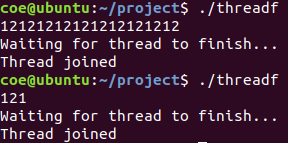 coe@ubuntu:~/project$ ./threadf
12121212121212121212
Waiting for thread to finish...
Thread joined
coe@ubuntu:~/project$ ./threadf
121
Waiting for thread to finish...
Thread joined